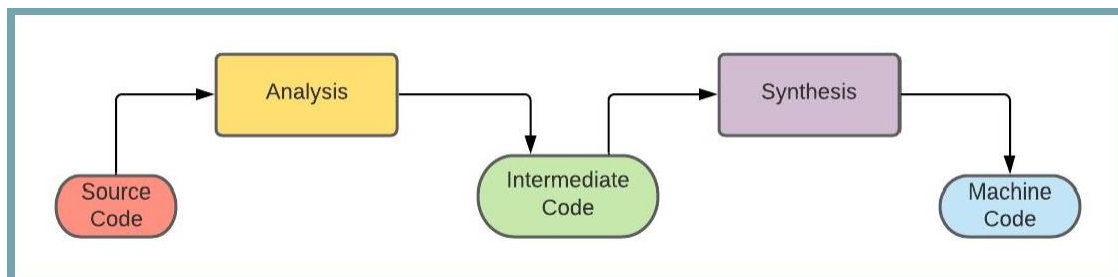 Source
Code
Analysis
Intermediate
Code
Synthesis
Machine
Code